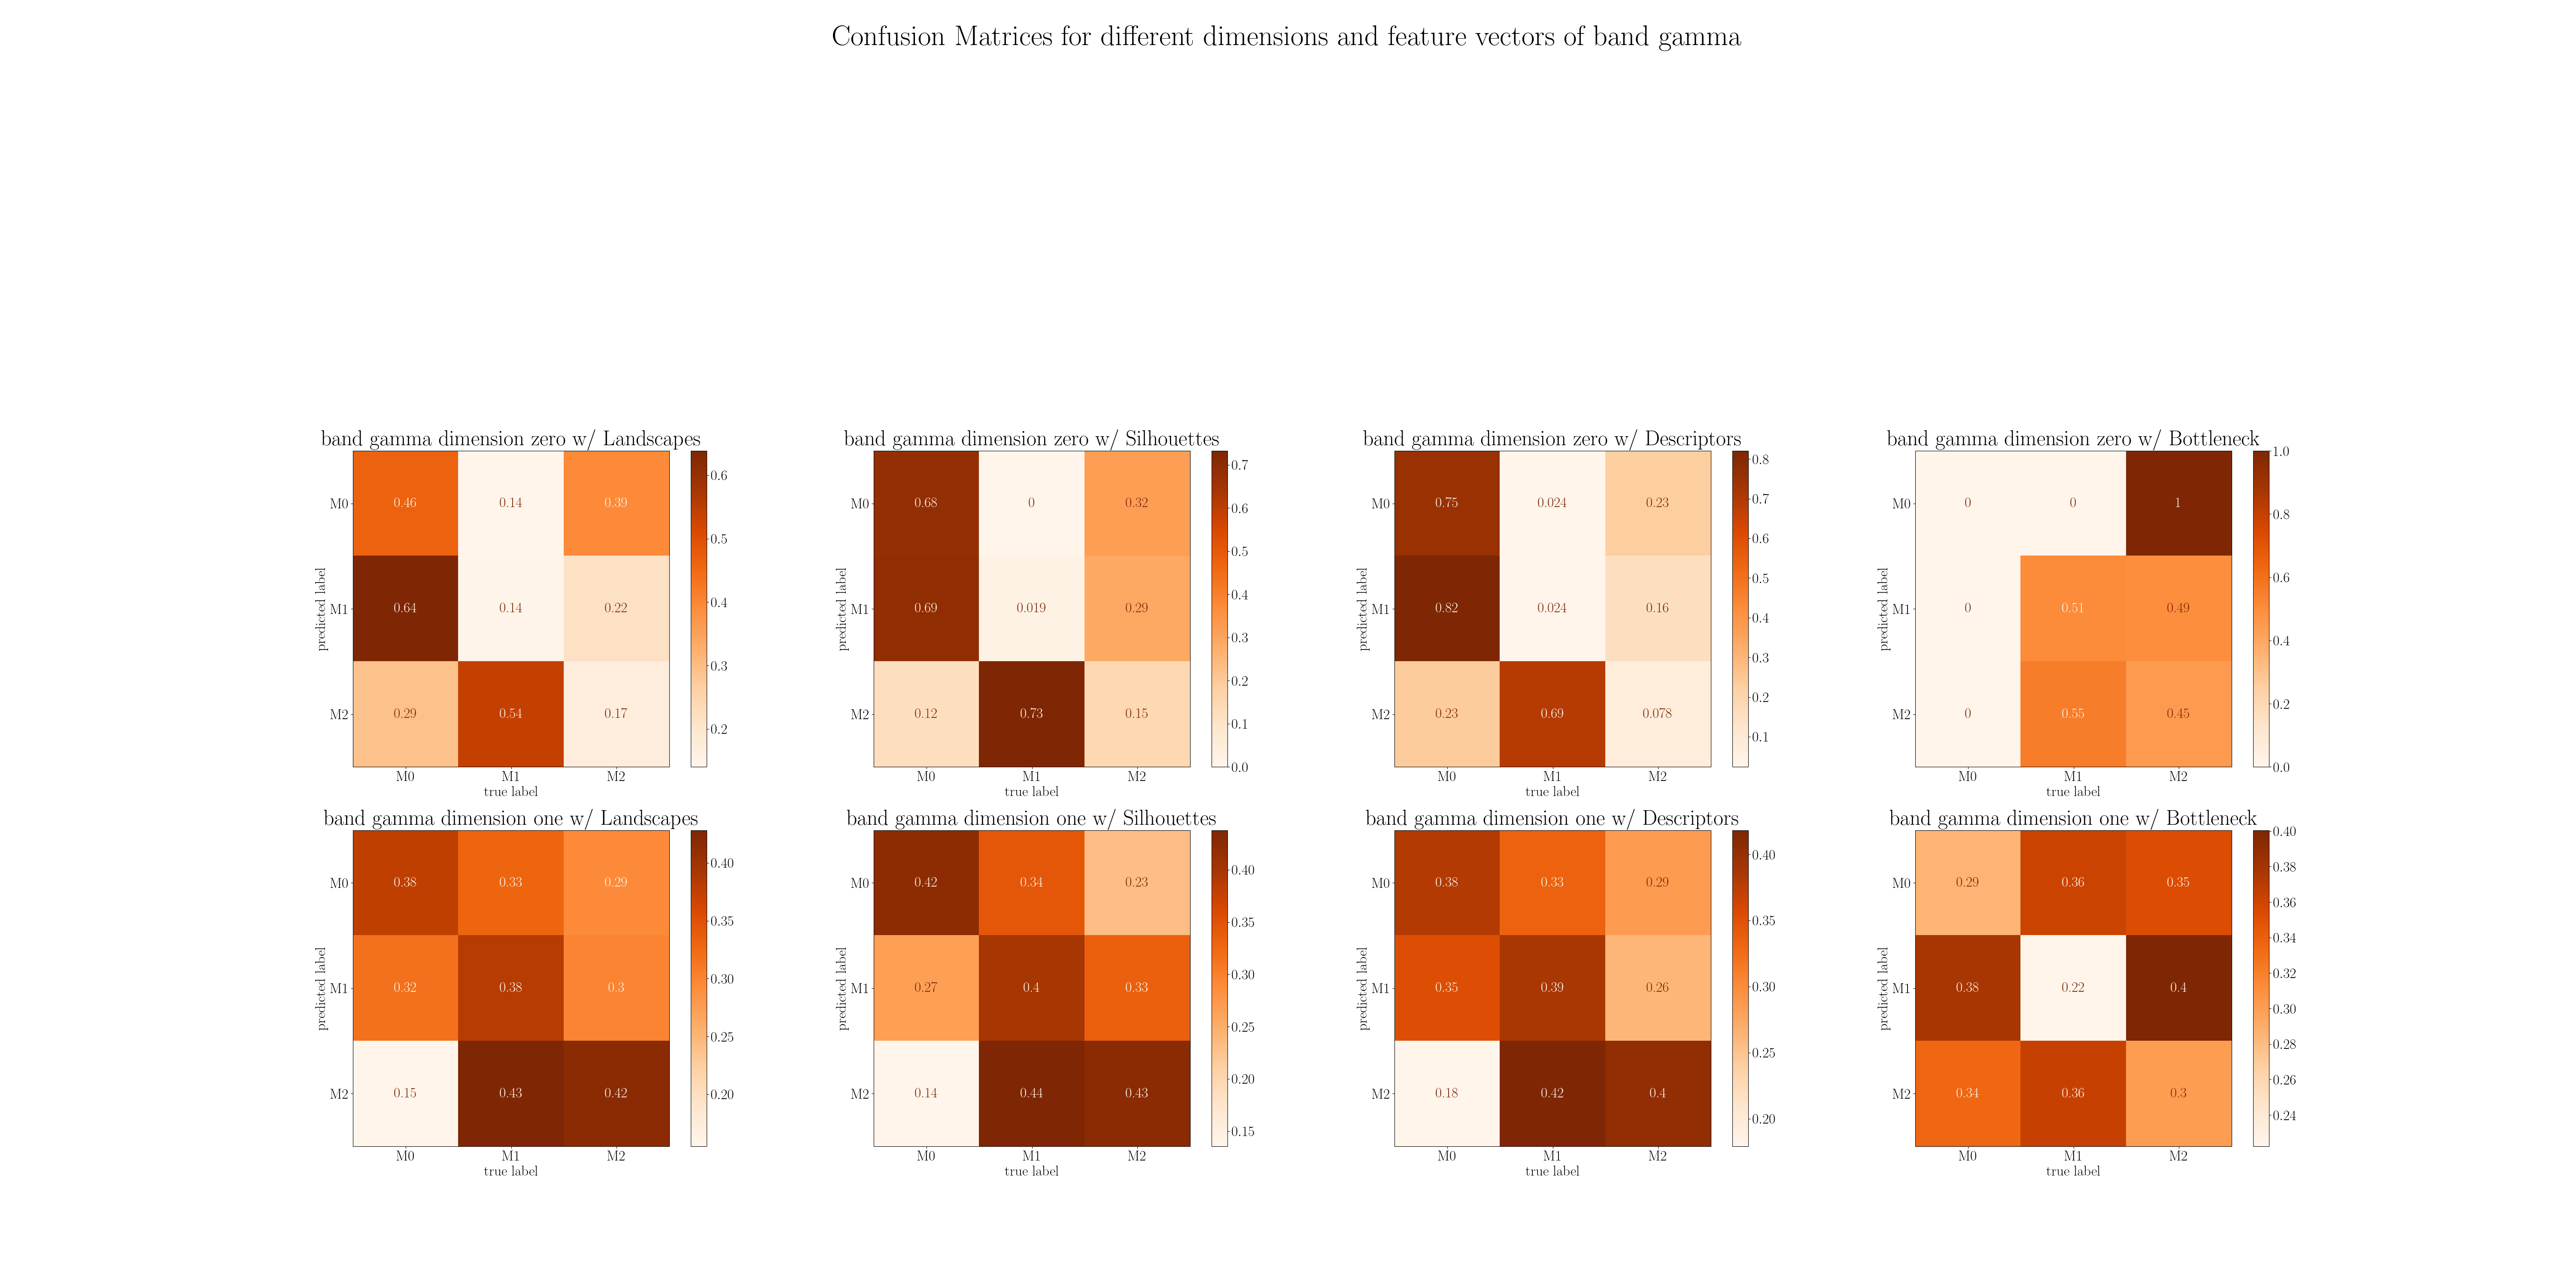 Confusion Matrices for different dimensions and feature vectors of band gamma
band gamma dimension zero w/ Landscapes
predicted label
M0 0.46 0.14 0.39
M1 0.64 0.14 0.22
M2 0.29 0.54 0.17
M0 M1 M2
true label
0.6
0.5
0.4
0.3
0.2
band gamma dimension zero w/ Silhouettes
predicted label
M0 0.68 0 0.32
M1 0.69 0.019 0.29
M2 0.12 0.73 0.15
M0 M1 M2
true label
0.7
0.6
0.5
0.4
0.3
0.2
0.1
0.0
band gamma dimension zero w/ Descriptors
predicted label
M0 0.75 0.024 0.23
M1 0.82 0.024 0.16
M2 0.23 0.69 0.078
M0 M1 M2
true label
0.8
0.7
0.6
0.5
0.4
0.3
0.2
0.1
band gamma dimension zero w/ Bottleneck
predicted label
M0 0 0 1
M1 0 0.51 0.49
M2 0 0.55 0.45
M0 M1 M2
true label
1.0
0.8
0.6
0.4
0.2
0.0
band gamma dimension one w/ Landscapes
predicted label
M0 0.38 0.33 0.29
M1 0.32 0.38 0.3
M2 0.15 0.43 0.42
M0 M1 M2
true label
0.40
0.35
0.30
0.25
0.20
band gamma dimension one w/ Silhouettes
predicted label
M0 0.42 0.34 0.23
M1 0.27 0.4 0.33
M2 0.14 0.44 0.43
M0 M1 M2
true label
0.40
0.35
0.30
0.25
0.20
0.15
band gamma dimension one w/ Descriptors
predicted label
M0 0.38 0.33 0.29
M1 0.35 0.39 0.26
M2 0.18 0.42 0.4
M0 M1 M2
true label
0.40
0.35
0.30
0.25
0.20
band gamma dimension one w/ Bottleneck
predicted label
M0 0.29 0.36 0.35
M1 0.38 0.22 0.4
M2 0.34 0.36 0.3
M0 M1 M2
true label
0.40
0.38
0.36
0.34
0.32
0.30
0.28
0.26
0.24